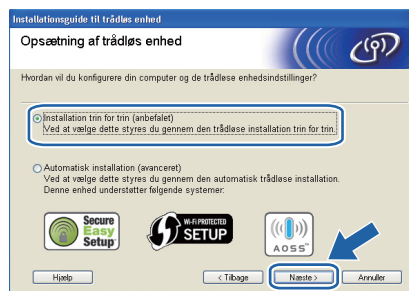 Installationsguide til trådløs enhed
Opsætning af trådløs enhed
Hvordan vil du konfigurere din computer og de trådløse enhedsindstillinger?
Installation trin for trin (anbefalet)
Ved at vælge dette styres du gennem den trådløse installation trin for trin.
Automatisk installation (avanceret)
Ved at vælge dette styres du gennem den automatisk trådløse installation.
Denne enhed understøtter følgende systemer:
Secure
Easy
Setup
Wi-Fi PROTECTED
SETUP
AOSS™
Hjælp
< Tilbage
Næste >
Annuller